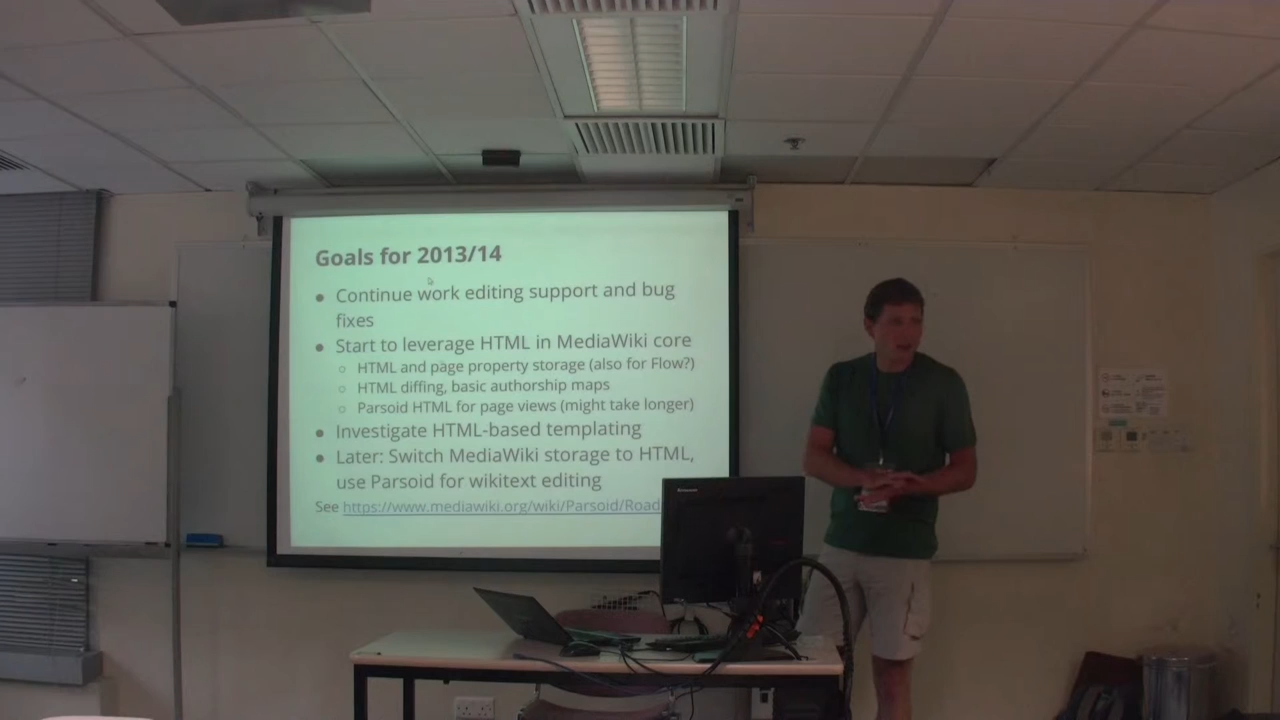 Goals for 2013/14
● Continue work editing support and bug
fixes
● Start to leverage HTML in MediaWiki core
○ HTML and page property storage (also for Flow?)
○ HTML diffing, basic authorship maps
○ Parsoid HTML for page views (might take longer)
● Investigate HTML-based templating
● Later: Switch MediaWiki storage to HTML,
use Parsoid for wikitext editing
See https://www.mediawiki.org/wiki/Parsoid/Road
lenovo